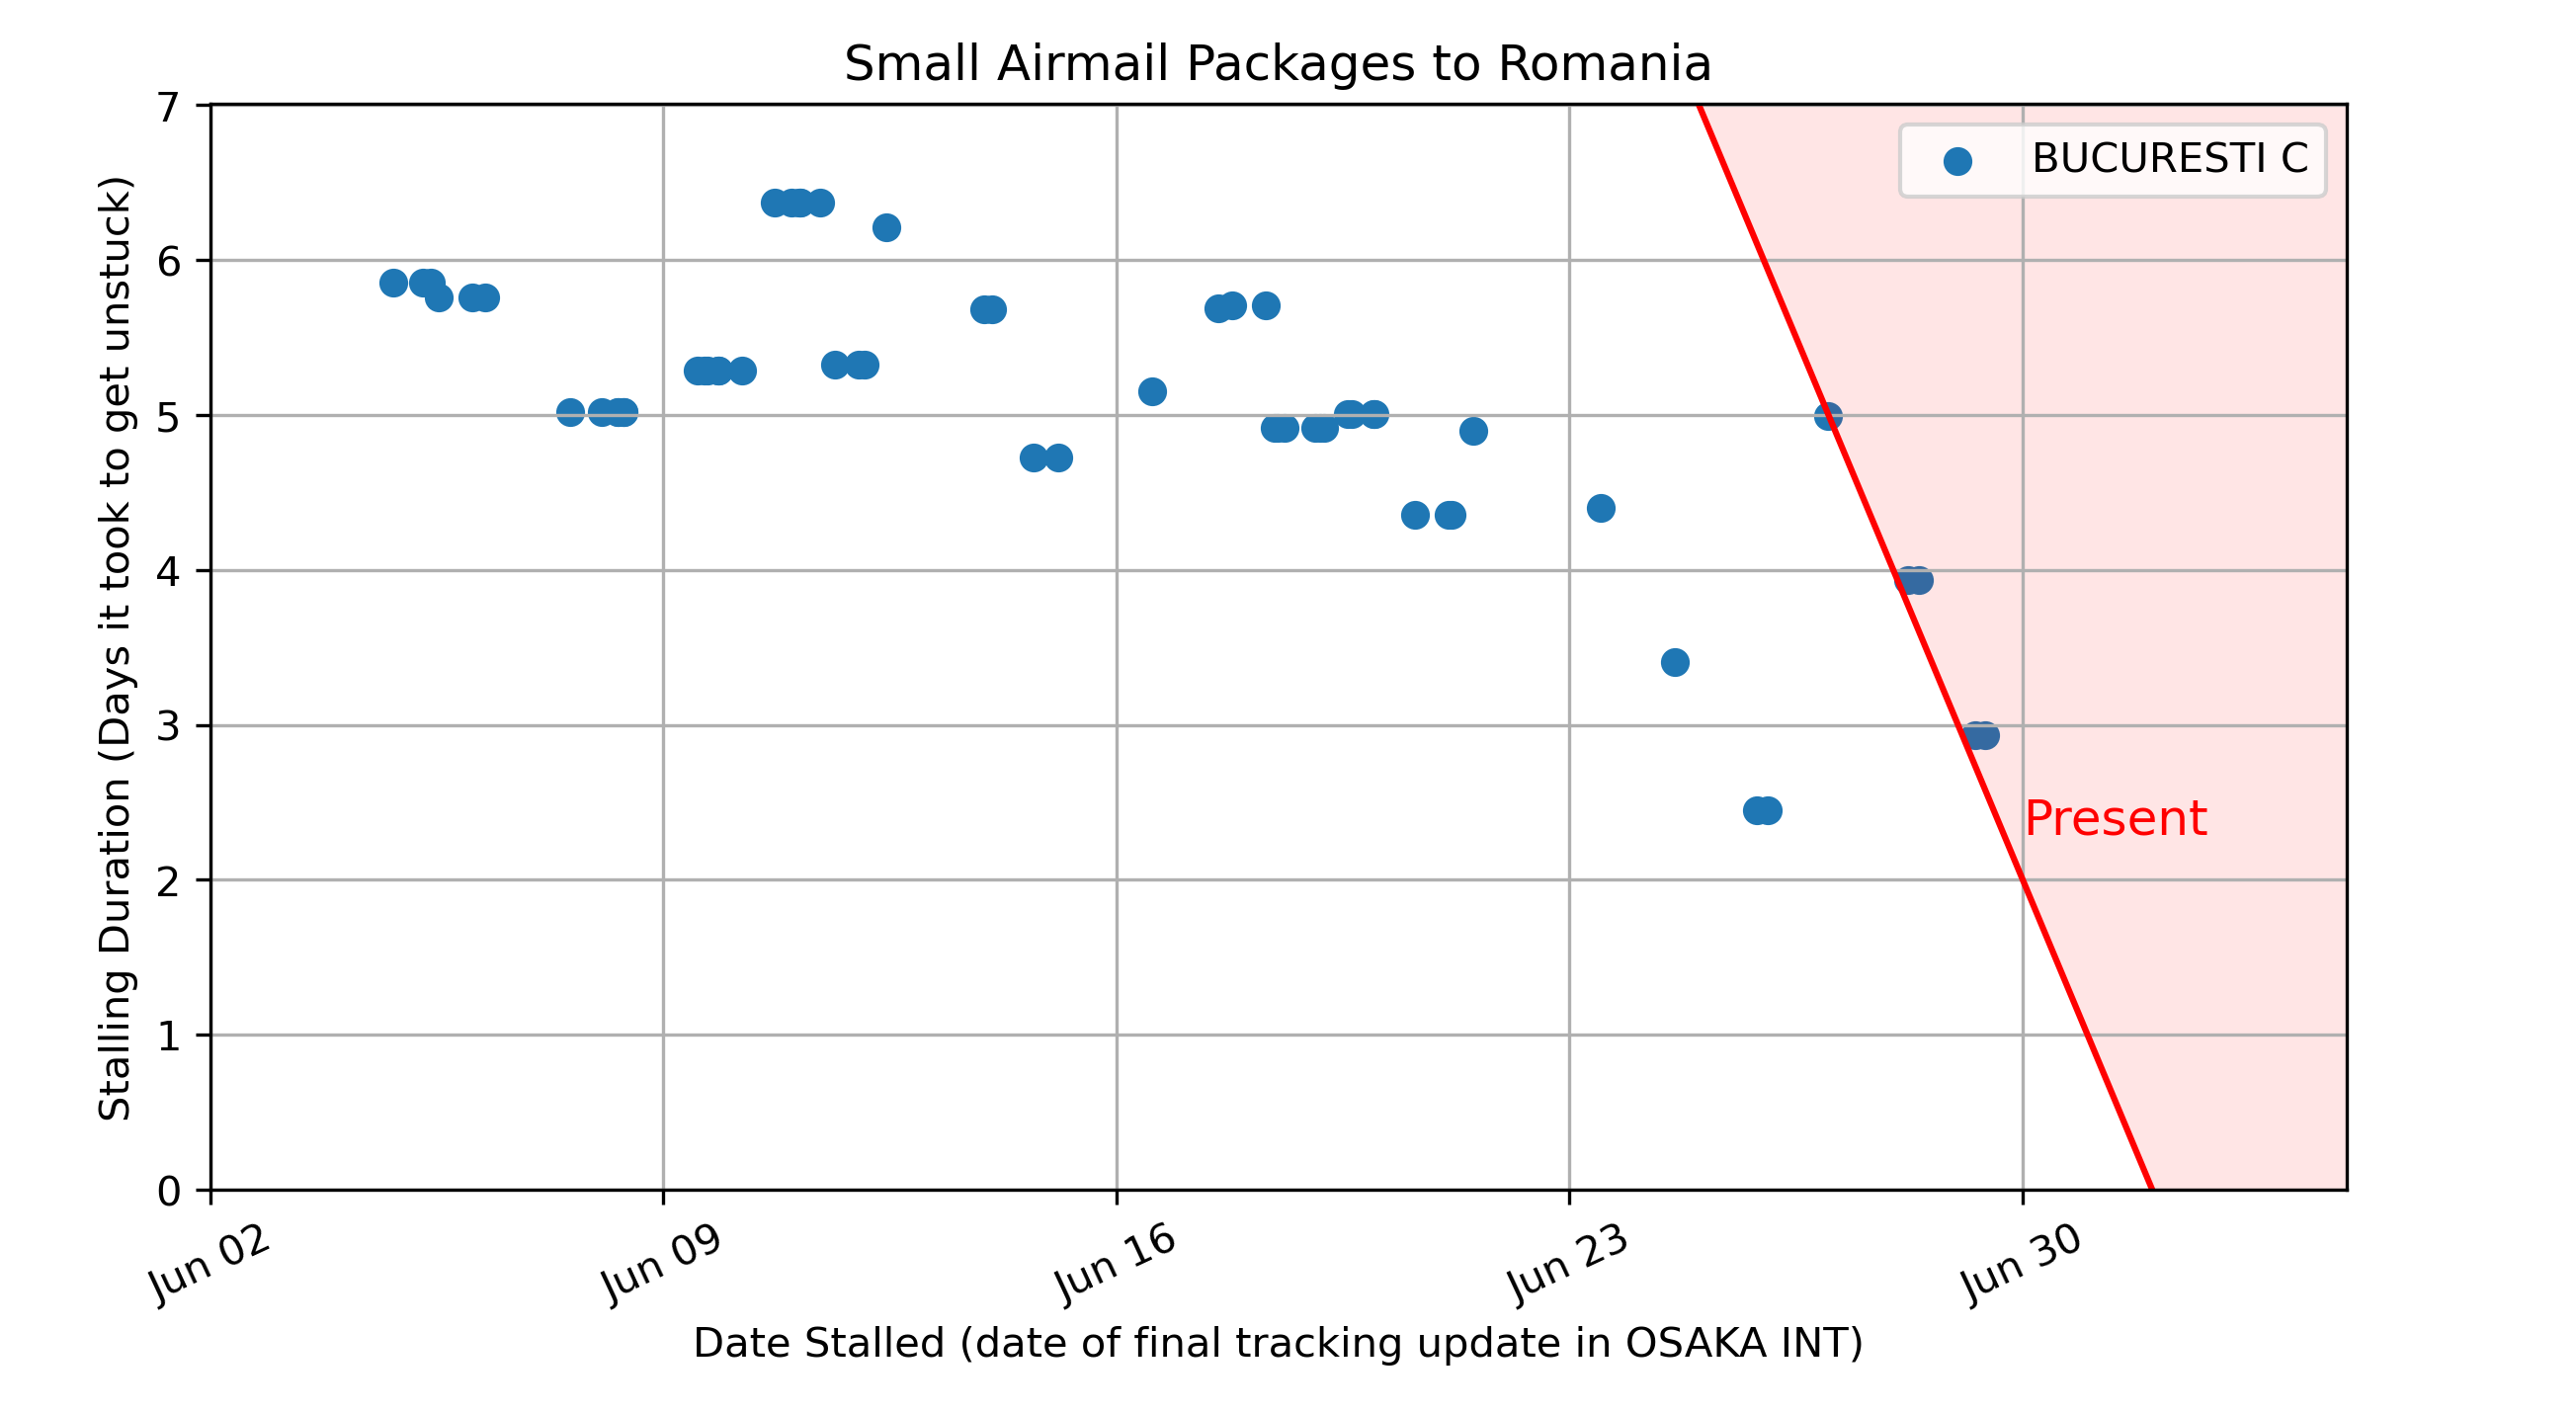 Small Airmail Packages to Romania
7
6
5
4
3
2
1
0
Stalling Duration (Days it took to get unstuck)
BUCURESTI C
Present
Jun 02
Jun 09
Jun 16
Jun 23
Jun 30
Date Stalled (date of final tracking update in OSAKA INT)